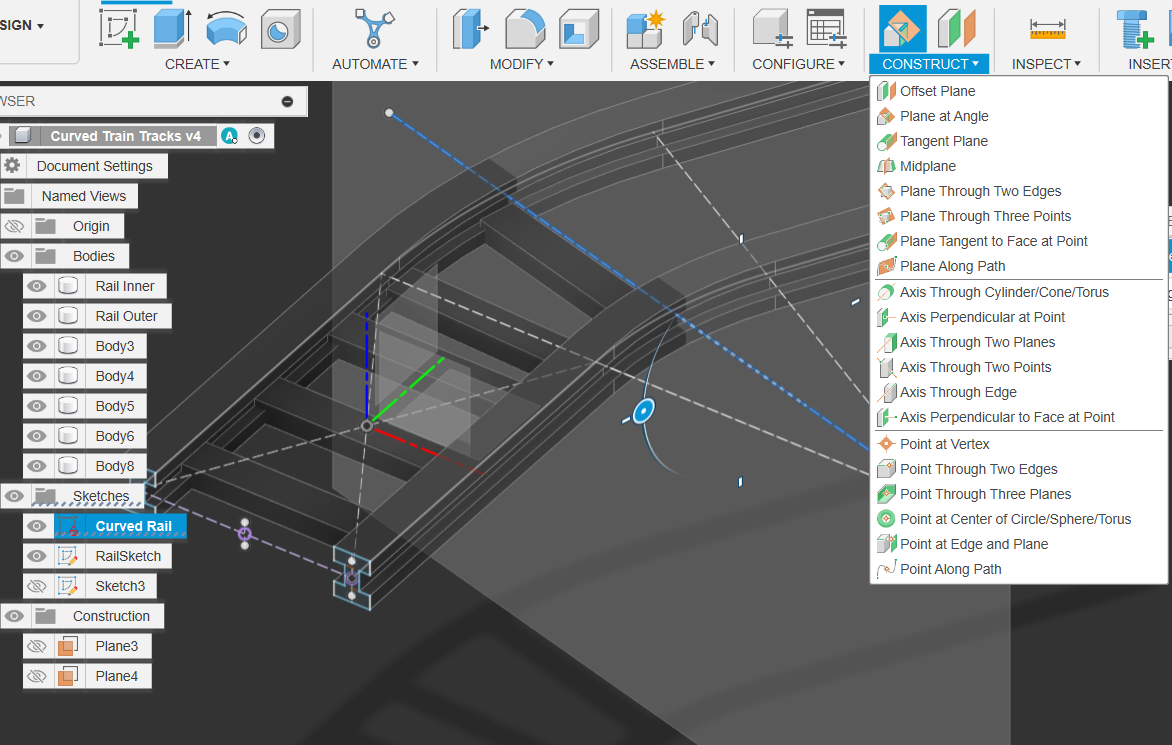 SIGN
CREATE
AUTOMATE
MODIFY
ASSEMBLE
CONFIGURE
CONSTRUCT
INSPECT
INSER
WSER
Curved Train Tracks v4
A
Document Settings
Named Views
Origin
Bodies
Rail Inner
Rail Outer
Body3
Body4
Body5
Body6
Body8
Sketches
Curved Rail
RailSketch
Sketch3
Construction
Plane3
Plane4
Offset Plane
Plane at Angle
Tangent Plane
Midplane
Plane Through Two Edges
Plane Through Three Points
Plane Tangent to Face at Point
Plane Along Path
Axis Through Cylinder/Cone/Torus
Axis Perpendicular at Point
Axis Through Two Planes
Axis Through Two Points
Axis Through Edge
Axis Perpendicular to Face at Point
Point at Vertex
Point Through Two Edges
Point Through Three Planes
Point at Center of Circle/Sphere/Torus
Point at Edge and Plane
Point Along Path